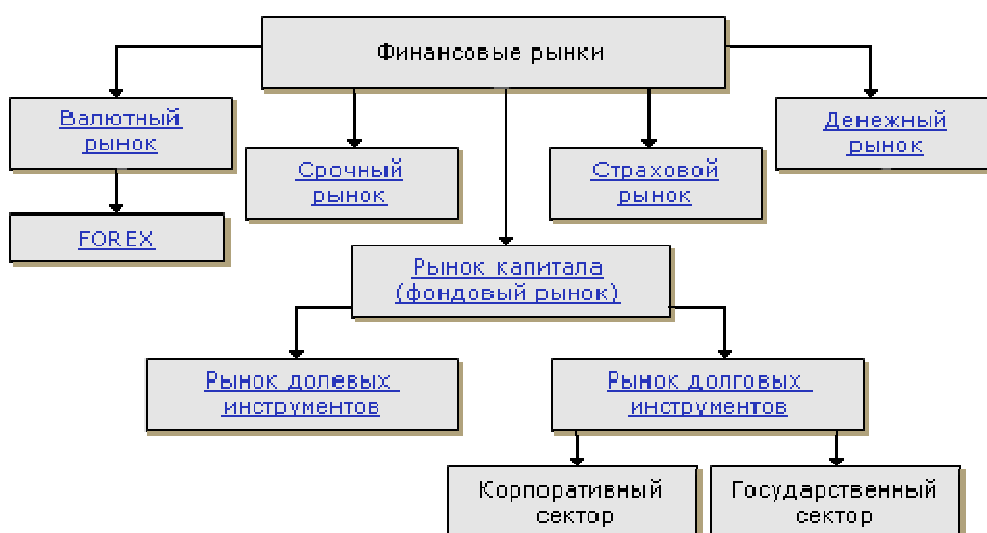 Финансовые рынки
Валютный
рынок
Срочный
рынок
Страховой
рынок
Денежный
рынок
FOREX
Рынок капитала
(фондовый рынок)
Рынок долевых
инструментов
Рынок долговых
инструментов
Корпоративный
сектор
Государственный
сектор